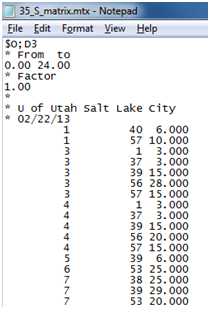 35_S_matrix.mtx - Notepad
File Edit Format View Help
$O;D3
* From to
0.00 24.00
* Factor
1.00
*
* U of Utah Salt Lake City
* 02/22/13
1 40 6.000
1 57 10.000
3 1 3.000
3 37 3.000
3 39 15.000
3 56 28.000
3 57 15.000
4 1 3.000
4 37 3.000
4 39 15.000
4 56 20.000
4 57 15.000
5 39 6.000
6 53 25.000
7 38 25.000
7 39 29.000
7 53 20.000